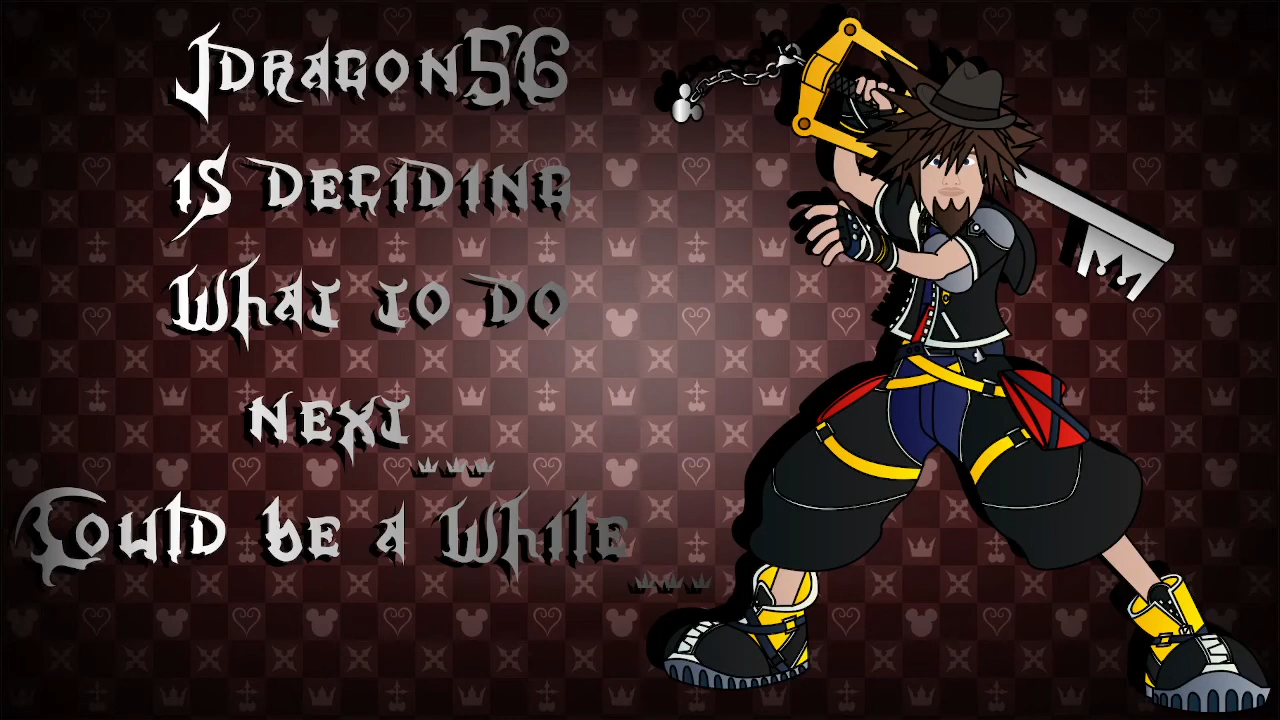 JDragon56
is deciding
What to do
next...
Could be a While...